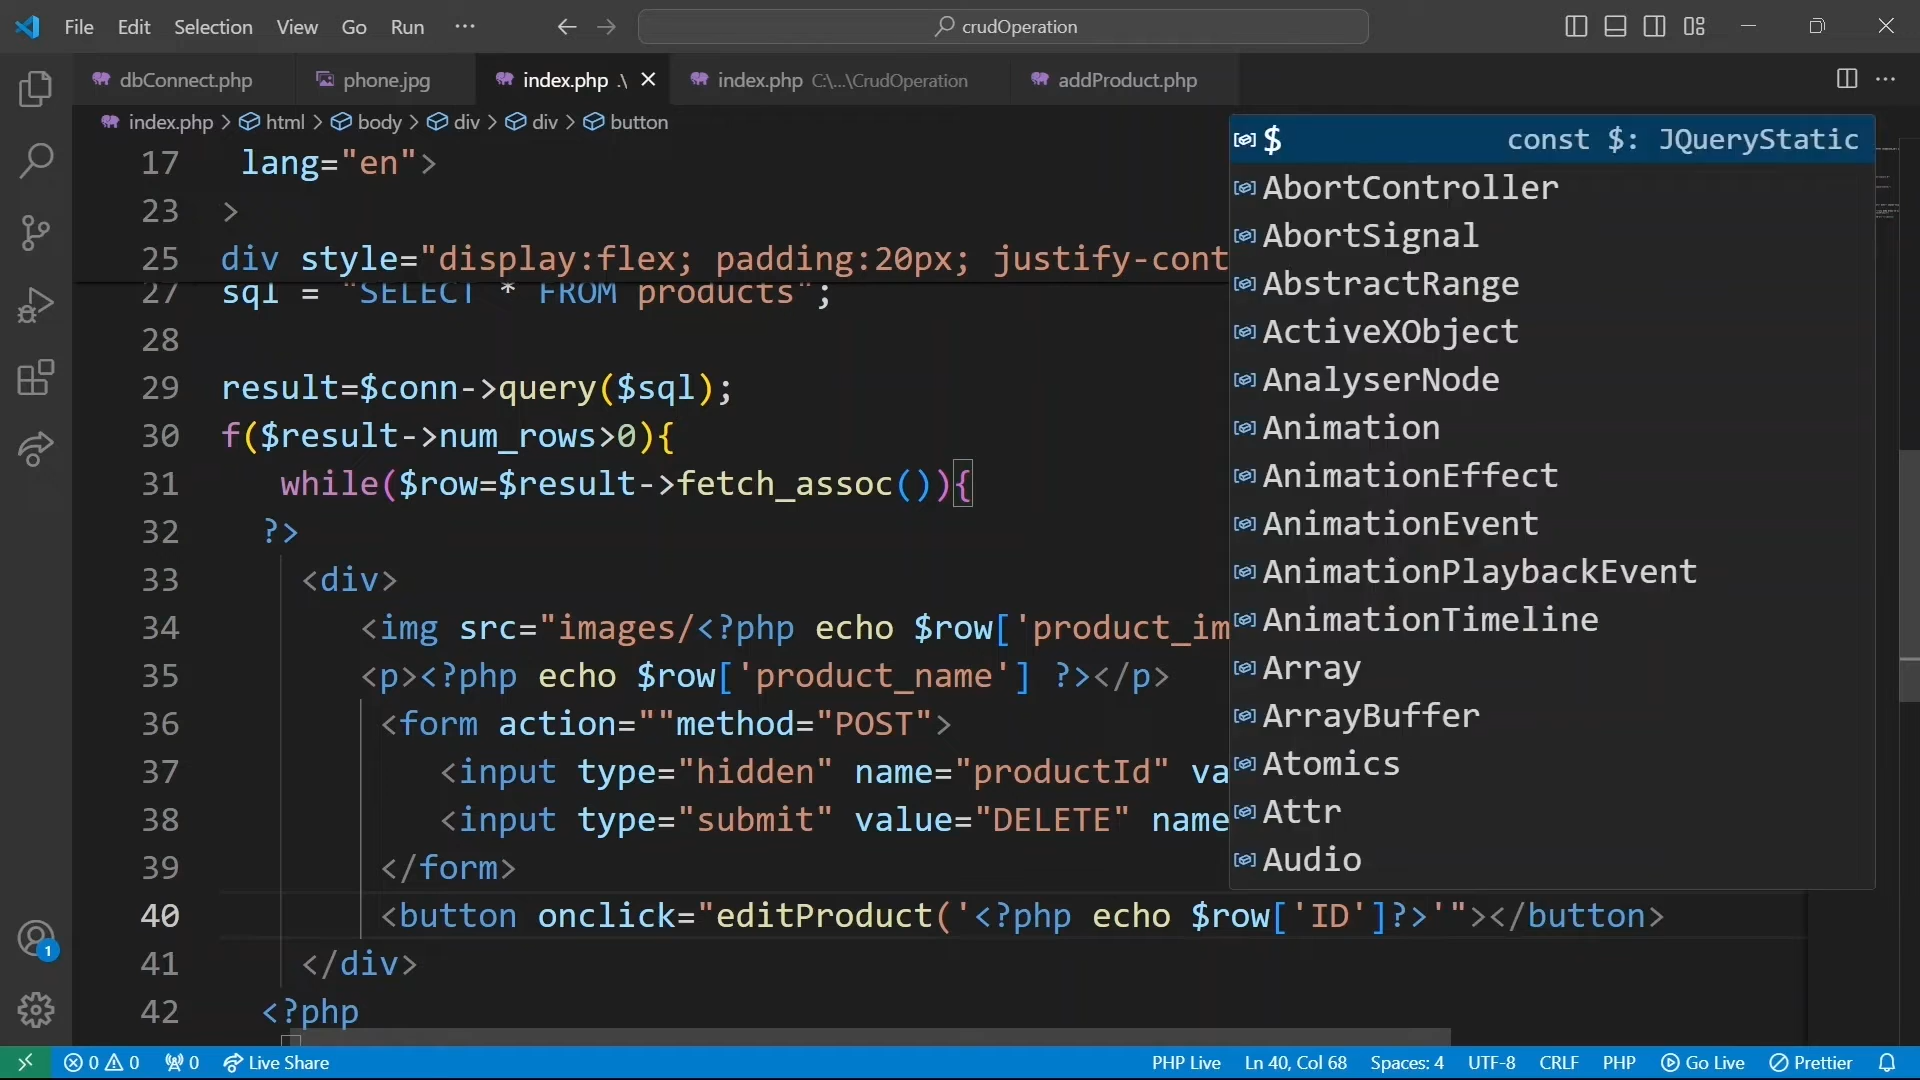 File Edit Selection View Go Run ··· crudOperation
dbConnect.php phone.jpg index.php .\ index.php C:\...\CrudOperation addProduct.php
index.php > html > body > div > div > button
17 lang="en">
23 >
25 div style="display:flex; padding:20px; justify-cont
27 sql = "SELECT * FROM products";
28
29 result=$conn->query($sql);
30 f($result->num_rows>0){
31 while($row=$result->fetch_assoc()){
32 ?>
33 <div>
34 <img src="images/<?php echo $row['product_im
35 <p><?php echo $row['product_name'] ?></p>
36 <form action=""method="POST">
37 <input type="hidden" name="productId" va
38 <input type="submit" value="DELETE" name
39 </form>
40 <button onclick="editProduct('<?php echo $row['ID']?>'"></button>
41 </div>
42 <?php
$ const $: JQueryStatic
AbortController
AbortSignal
AbstractRange
ActiveXObject
AnalyserNode
Animation
AnimationEffect
AnimationEvent
AnimationPlaybackEvent
AnimationTimeline
Array
ArrayBuffer
Atomics
Attr
Audio
1
0 0 0 Live Share PHP Live Ln 40, Col 68 Spaces: 4 UTF-8 CRLF PHP Go Live Prettier